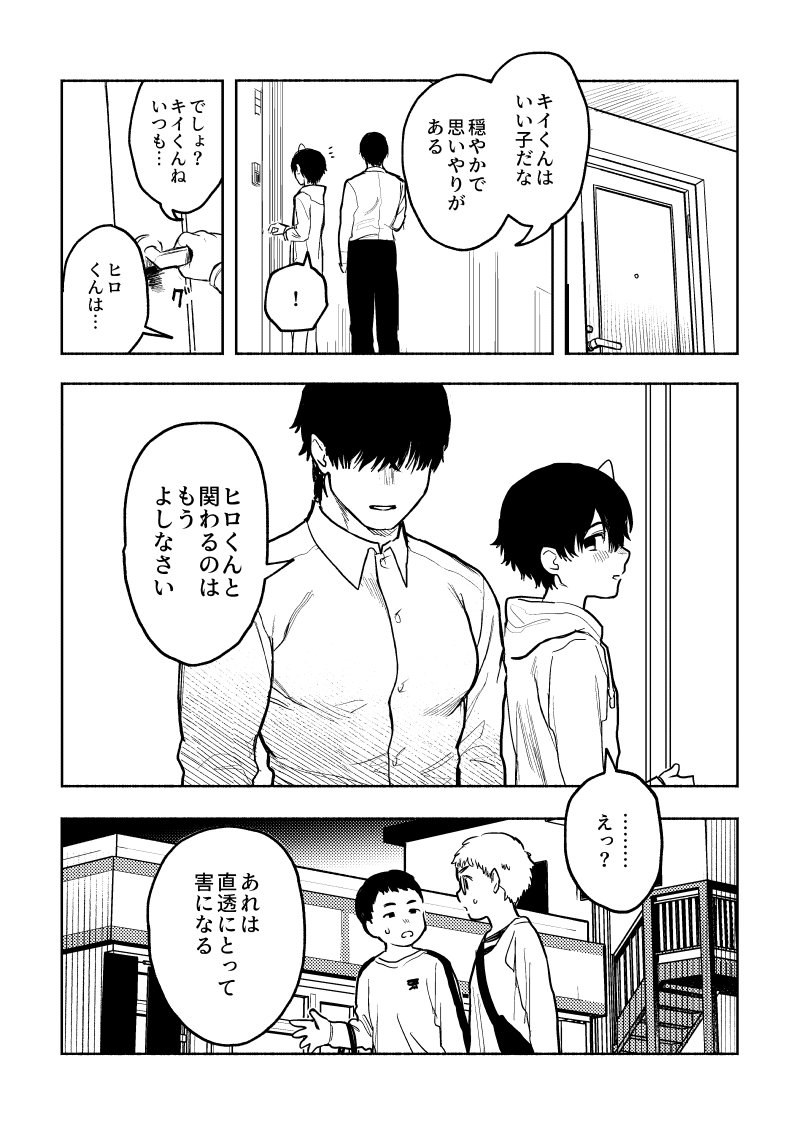 キイくんは
いい子だな
穏やかで
思いやりが
ある
！
でしょ？
キイくんね
いつも…
ヒロ
くんは…
ヒロくんと
関わるのは
もう
よしなさい
………
えっ？
あれは
直透にとって
害になる